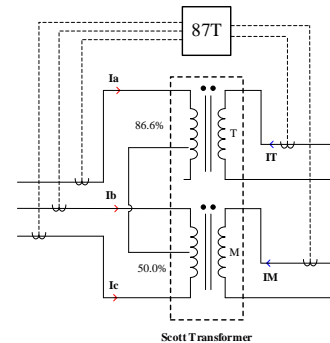 87T
Ia
86.6%
T
IT
Ib
M
50.0%
IM
Ic
Scott Transformer